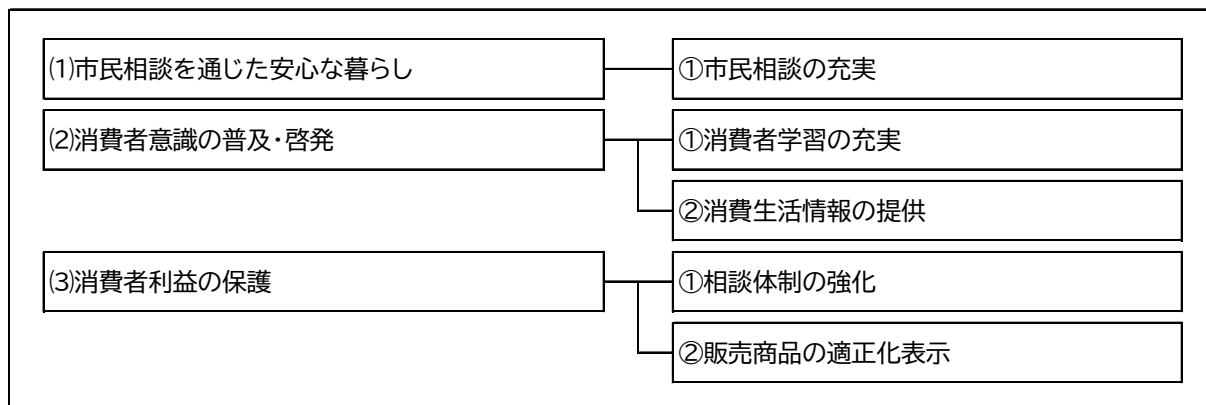 ⑴市民相談を通じた安心な暮らし
①市民相談の充実
⑵消費者意識の普及・啓発
①消費者学習の充実
②消費生活情報の提供
⑶消費者利益の保護
①相談体制の強化
②販売商品の適正化表示